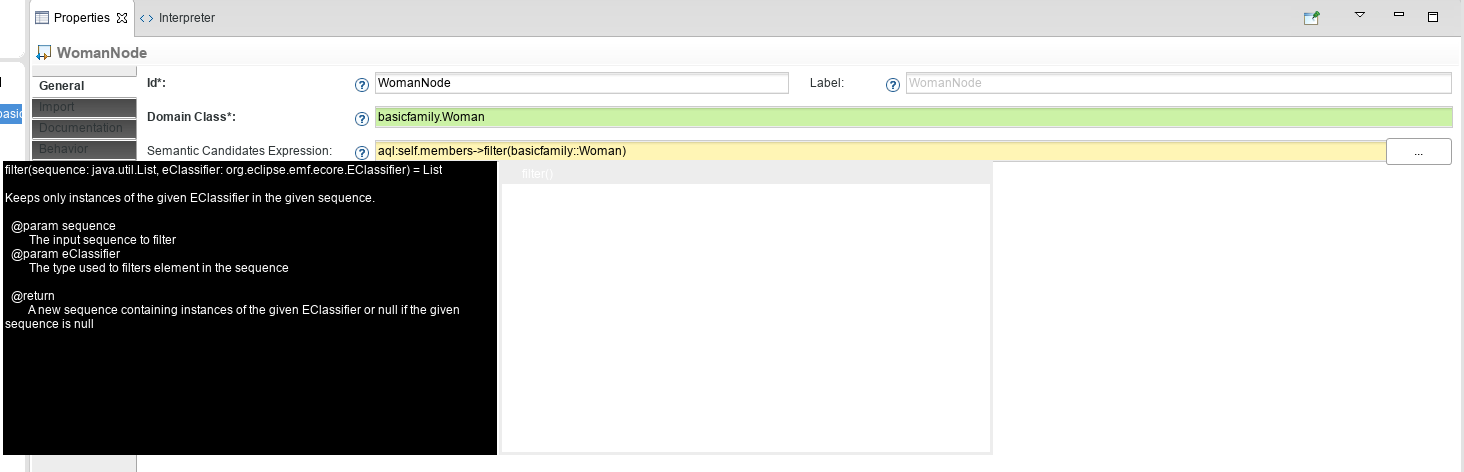 Properties Interpreter
WomanNode
General
Id*: WomanNode Label: WomanNode
Import
Domain Class*: basicfamily.Woman
basic
Documentation
Behavior
Semantic Candidates Expression: aql:self.members->filter(basicfamily::Woman) ...
filter(sequence: java.util.List, eClassifier: org.eclipse.emf.ecore.EClassifier) = List
filter()
Keeps only instances of the given EClassifier in the given sequence.
@param sequence
The input sequence to filter
@param eClassifier
The type used to filters element in the sequence
@return
A new sequence containing instances of the given EClassifier or null if the given
sequence is null